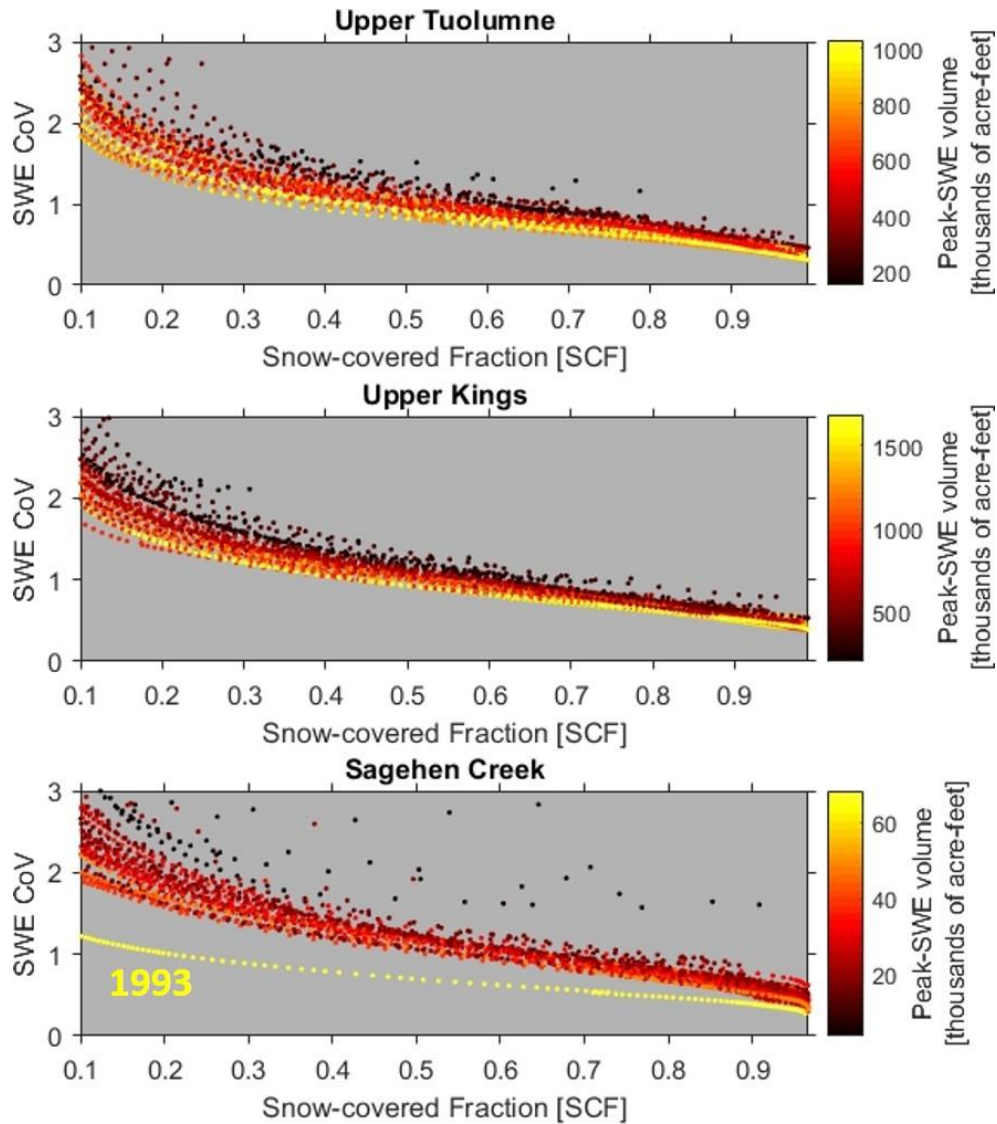 Upper Tuolumne
3
2
1
0
SWE CoV
0.1 0.2 0.3 0.4 0.5 0.6 0.7 0.8 0.9
Snow-covered Fraction [SCF]
1000
800
600
400
200
Peak-SWE volume
[thousands of acre-feet]
Upper Kings
3
2
1
0
SWE CoV
0.1 0.2 0.3 0.4 0.5 0.6 0.7 0.8 0.9
Snow-covered Fraction [SCF]
1500
1000
500
Peak-SWE volume
[thousands of acre-feet]
Sagehen Creek
3
2
1
0
SWE CoV
1993
0.1 0.2 0.3 0.4 0.5 0.6 0.7 0.8 0.9
Snow-covered Fraction [SCF]
60
40
20
Peak-SWE volume
[thousands of acre-feet]